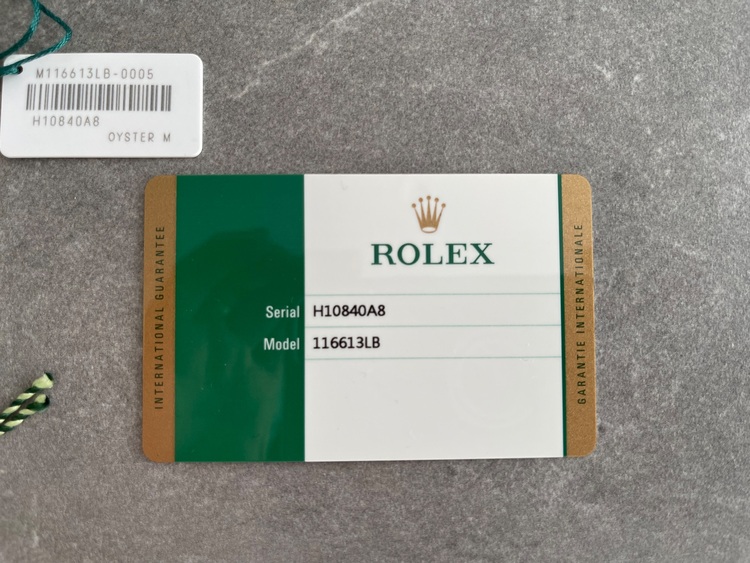 M116613LB-0005
H10840A8
OYSTER M
ROLEX
INTERNATIONAL GUARANTEE
Serial H10840A8
Model 116613LB
GARANTIE INTERNATIONALE